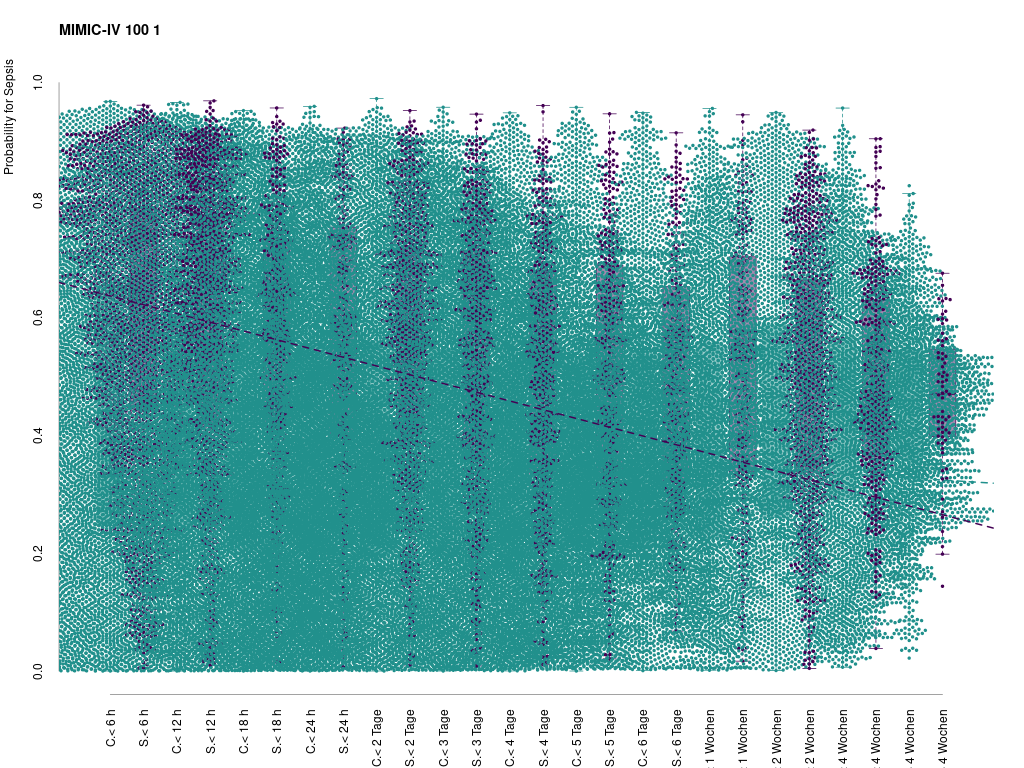 MIMIC-IV 100 1
Probability for Sepsis
1.0
0.8
0.6
0.4
0.2
0.0
C.< 6 h
S.< 6 h
C.< 12 h
S.< 12 h
C.< 18 h
S.< 18 h
C.< 24 h
S.< 24 h
C.< 2 Tage
S.< 2 Tage
C.< 3 Tage
S.< 3 Tage
C.< 4 Tage
S.< 4 Tage
C.< 5 Tage
S.< 5 Tage
C.< 6 Tage
S.< 6 Tage
1 Wochen
1 Wochen
2 Wochen
2 Wochen
4 Wochen
4 Wochen
4 Wochen
4 Wochen